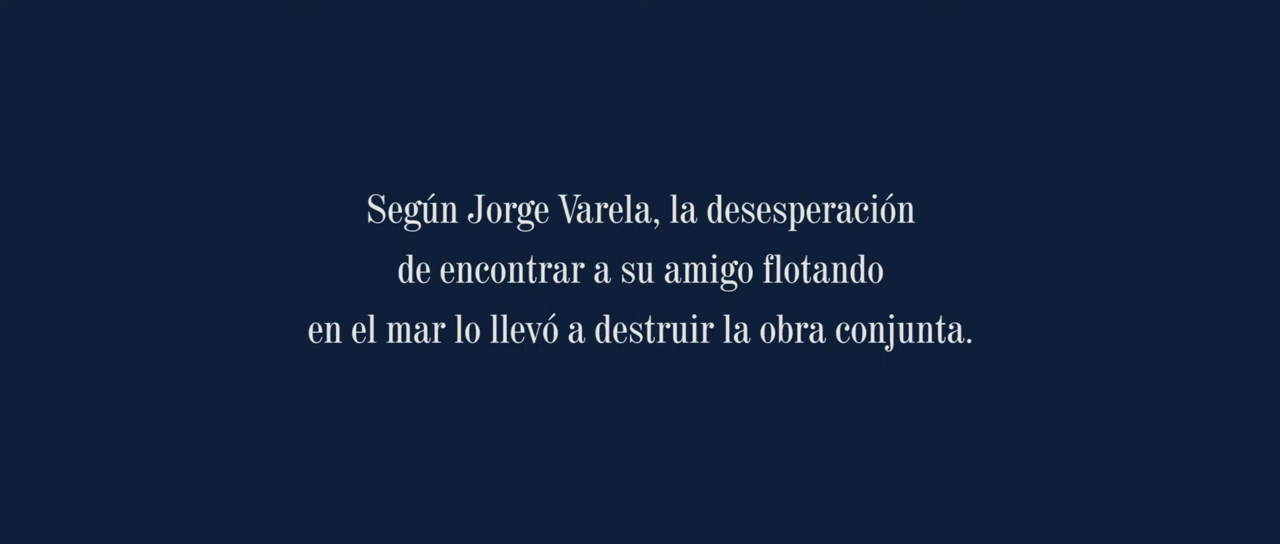 Según Jorge Varela, la desesperación
de encontrar a su amigo flotando
en el mar lo llevó a destruir la obra conjunta.